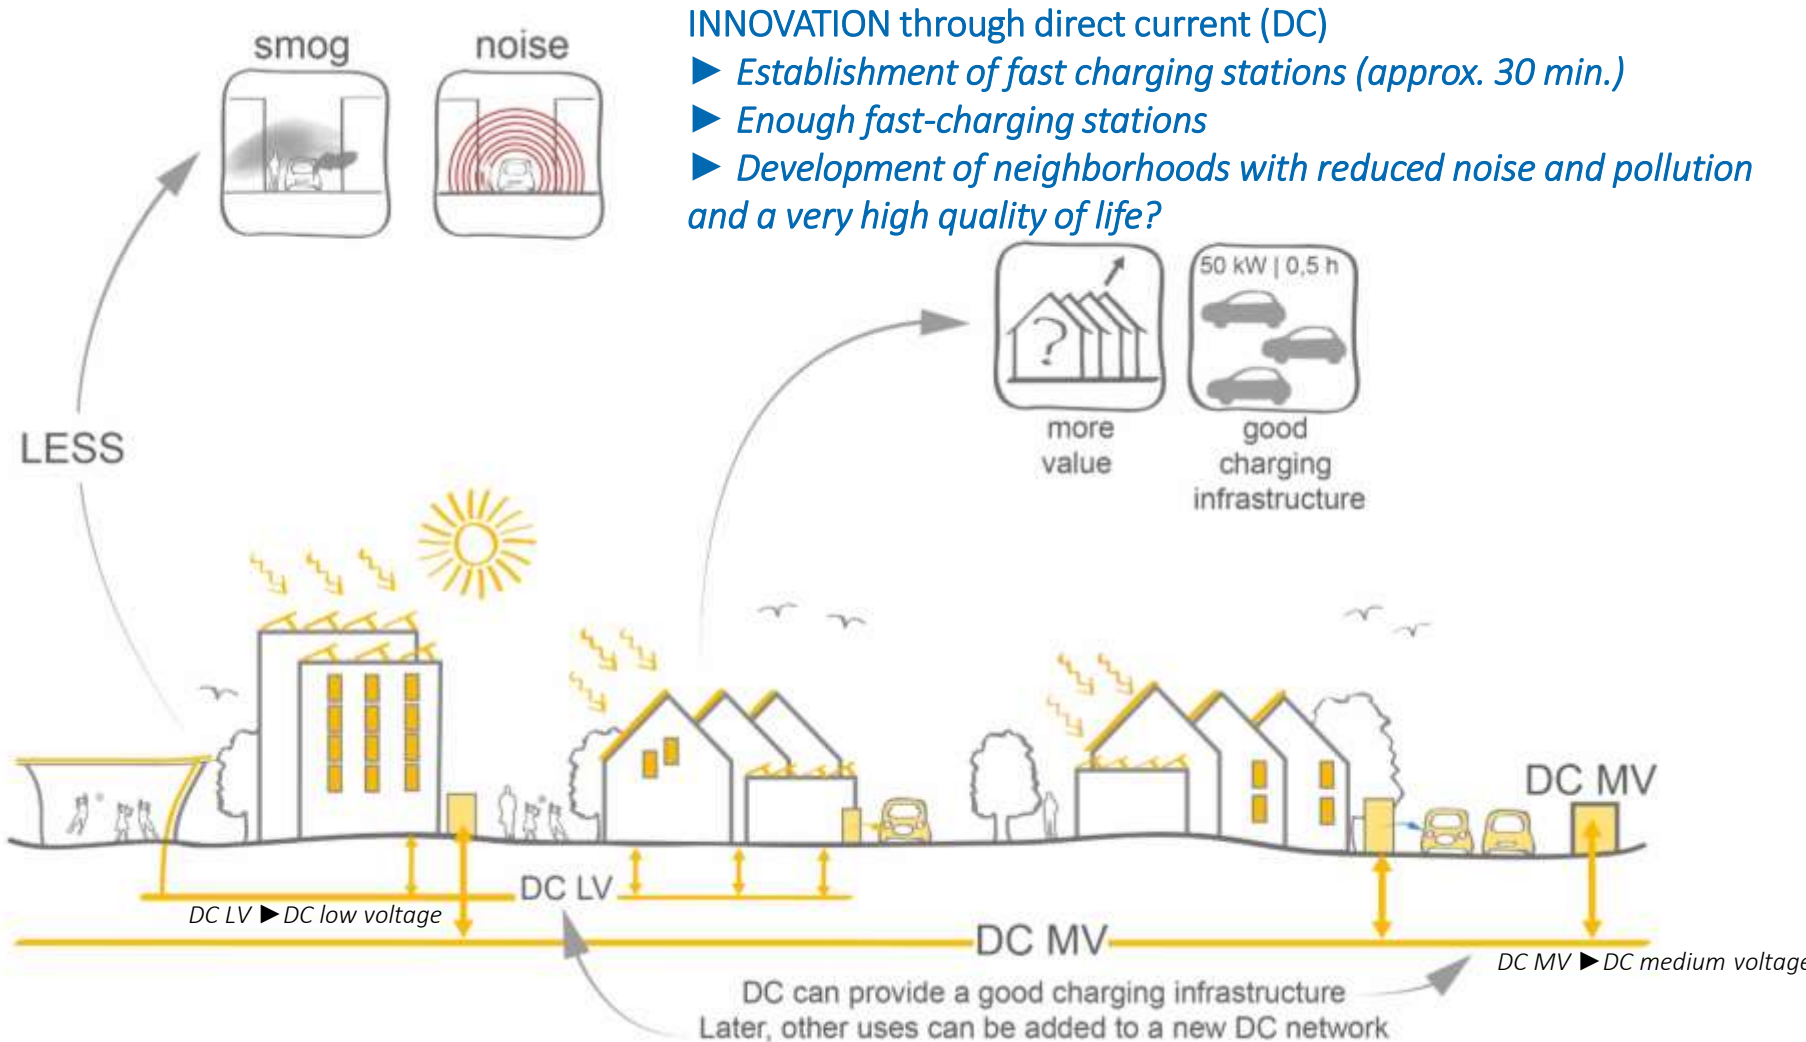 smog
noise
INNOVATION through direct current (DC)
► Establishment of fast charging stations (approx. 30 min.)
► Enough fast-charging stations
► Development of neighborhoods with reduced noise and pollution
and a very high quality of life?
?
50 kW | 0,5 h
more
value
good
charging
infrastructure
LESS
DC MV
DC LV
DC LV ►DC low voltage
DC MV
DC MV ►DC medium voltage
DC can provide a good charging infrastructure
Later, other uses can be added to a new DC network